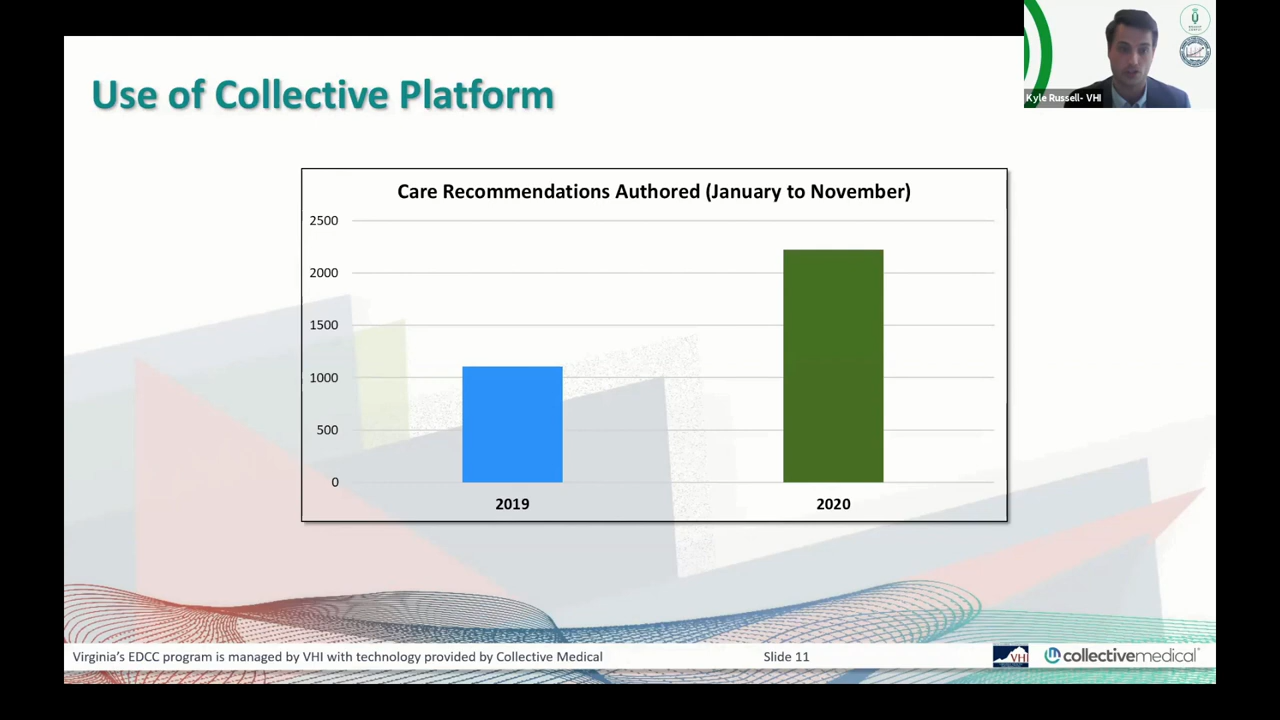 Use of Collective Platform
Kyle Russell- VHI
Care Recommendations Authored (January to November)
2500
2000
1500
1000
500
0
2019
2020
Virginia's EDCC program is managed by VHI with technology provided by Collective Medical
Slide 11
VHI
collectivemedical